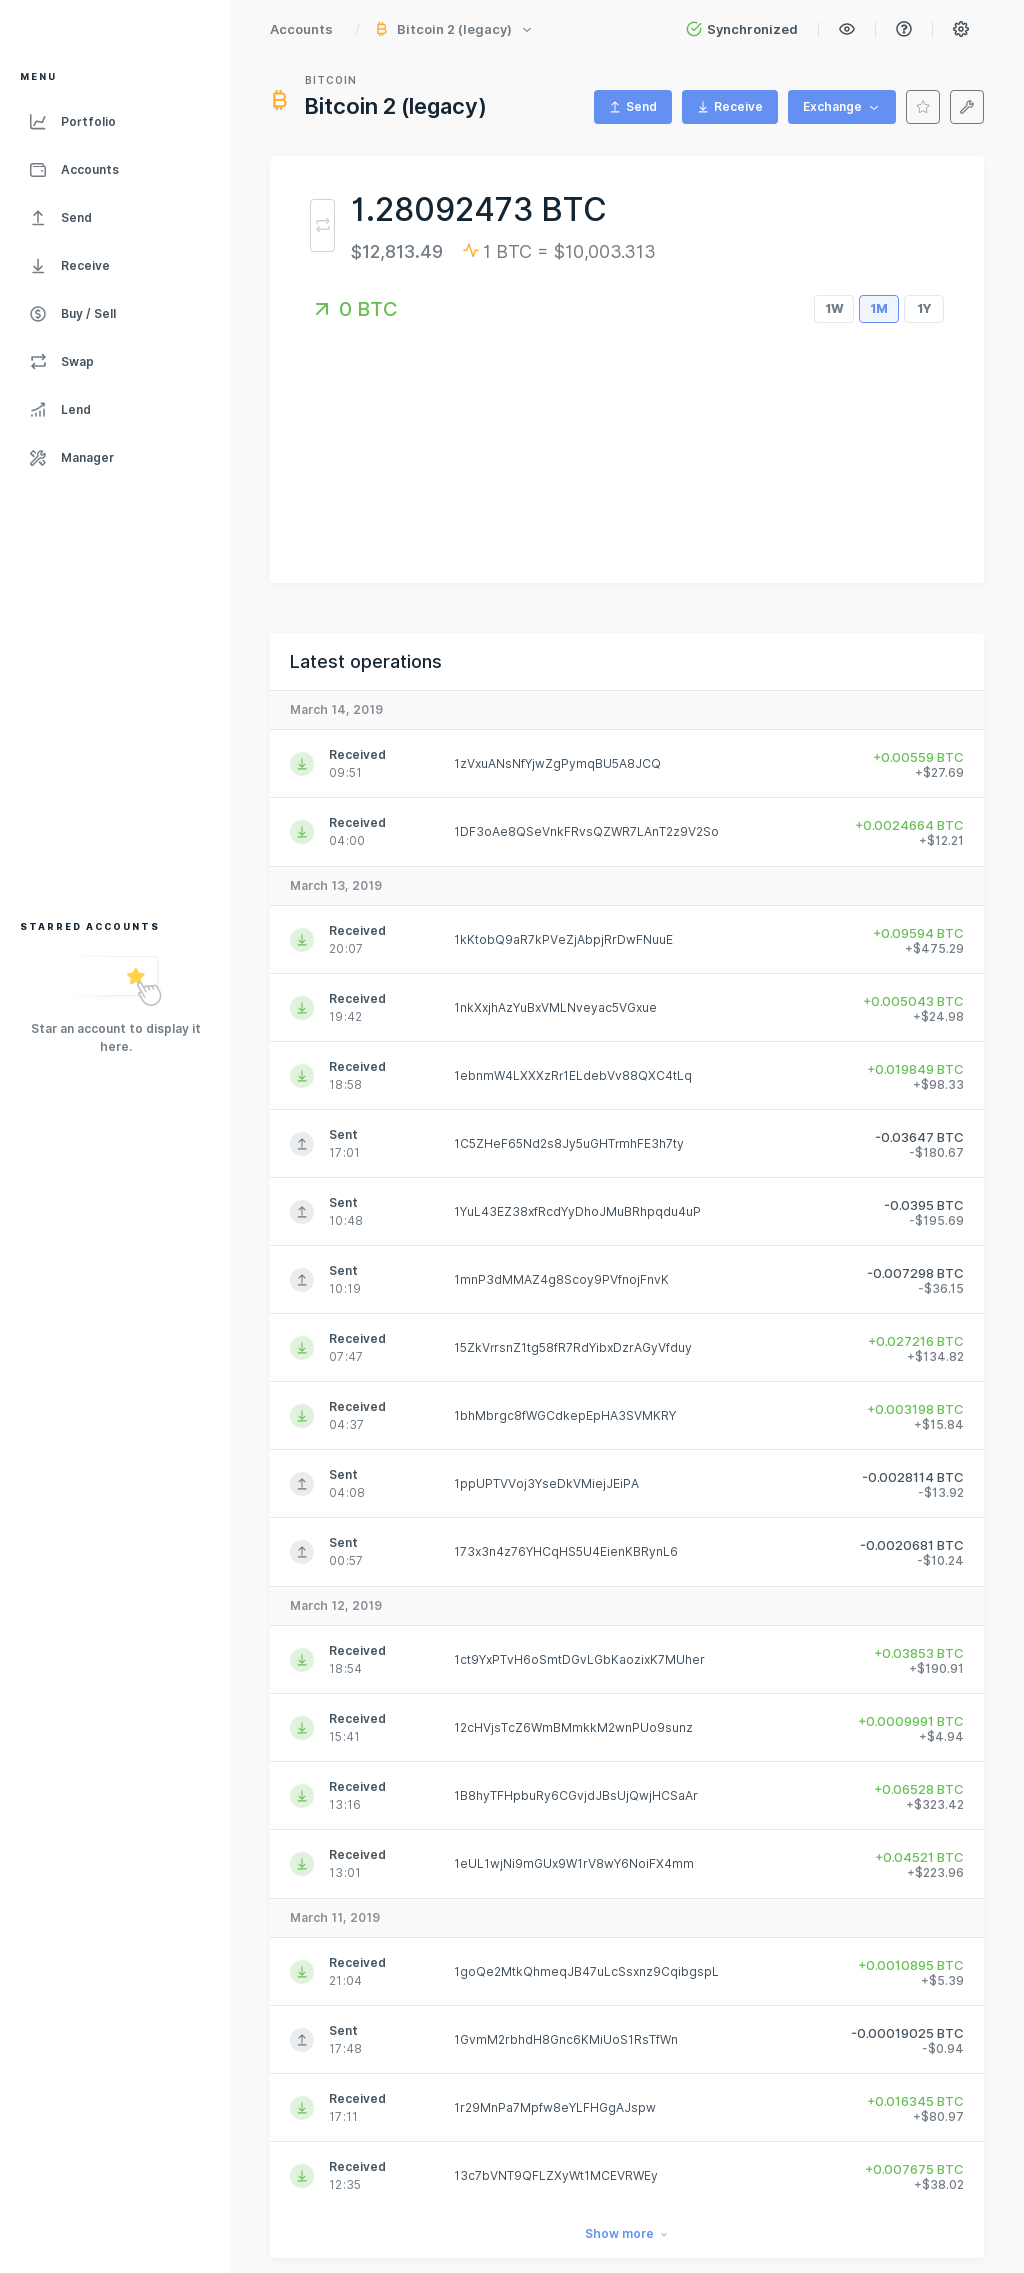 Accounts / Bitcoin 2 (legacy)
Synchronized
MENU
Portfolio
Accounts
Send
Receive
Buy / Sell
Swap
Lend
Manager
STARRED ACCOUNTS
Star an account to display it
here.
BITCOIN
Bitcoin 2 (legacy)
Send
Receive
Exchange
1.28092473 BTC
$12,813.49 1 BTC = $10,003.313
0 BTC
1W 1M 1Y
Latest operations
March 14, 2019
Received 1zVxuANsNfYjwZgPymqBU5A8JCQ +0.00559 BTC
09:51 +$27.69
Received 1DF3oAe8QSeVnkFRvsQZWR7LAnT2z9V2So +0.0024664 BTC
04:00 +$12.21
March 13, 2019
Received 1kKtobQ9aR7kPVeZjAbpjRrDwFNuuE +0.09594 BTC
20:07 +$475.29
Received 1nkXxjhAzYuBxVMLNveyac5VGxue +0.005043 BTC
19:42 +$24.98
Received 1ebnmW4LXXXzRr1ELdebVv88QXC4tLq +0.019849 BTC
18:58 +$98.33
Sent 1C5ZHeF65Nd2s8Jy5uGHTrmhFE3h7ty -0.03647 BTC
17:01 -$180.67
Sent 1YuL43EZ38xfRcdYyDhoJMuBRhpqdu4uP -0.0395 BTC
10:48 -$195.69
Sent 1mnP3dMMAZ4g8Scoy9PVfnojFnvK -0.007298 BTC
10:19 -$36.15
Received 15ZkVrrsnZ1tg58fR7RdYibxDzrAGyVfduy +0.027216 BTC
07:47 +$134.82
Received 1bhMbrgc8fWGCdkepEpHA3SVMKRY +0.003198 BTC
04:37 +$15.84
Sent 1ppUPTVVoj3YseDkVMiejJEiPA -0.0028114 BTC
04:08 -$13.92
Sent 173x3n4z76YHCqHS5U4EienKBRynL6 -0.0020681 BTC
00:57 -$10.24
March 12, 2019
Received 1ct9YxPTvH6oSmtDGvLGbKaozixK7MUher +0.03853 BTC
18:54 +$190.91
Received 12cHVjsTcZ6WmBMmkkM2wnPUo9sunz +0.0009991 BTC
15:41 +$4.94
Received 1B8hyTFHpbuRy6CGvjdJBsUjQwjHCSaAr +0.06528 BTC
13:16 +$323.42
Received 1eUL1wjNi9mGUx9W1rV8wY6NoiFX4mm +0.04521 BTC
13:01 +$223.96
March 11, 2019
Received 1goQe2MtkQhmeqJB47uLcSsxnz9CqibgspL +0.0010895 BTC
21:04 +$5.39
Sent 1GvmM2rbhdH8Gnc6KMiUoS1RsTfWn -0.00019025 BTC
17:48 -$0.94
Received 1r29MnPa7Mpfw8eYLFHGgAJspw +0.016345 BTC
17:11 +$80.97
Received 13c7bVNT9QFLZXyWt1MCEVRWEy +0.007675 BTC
12:35 +$38.02
Show more